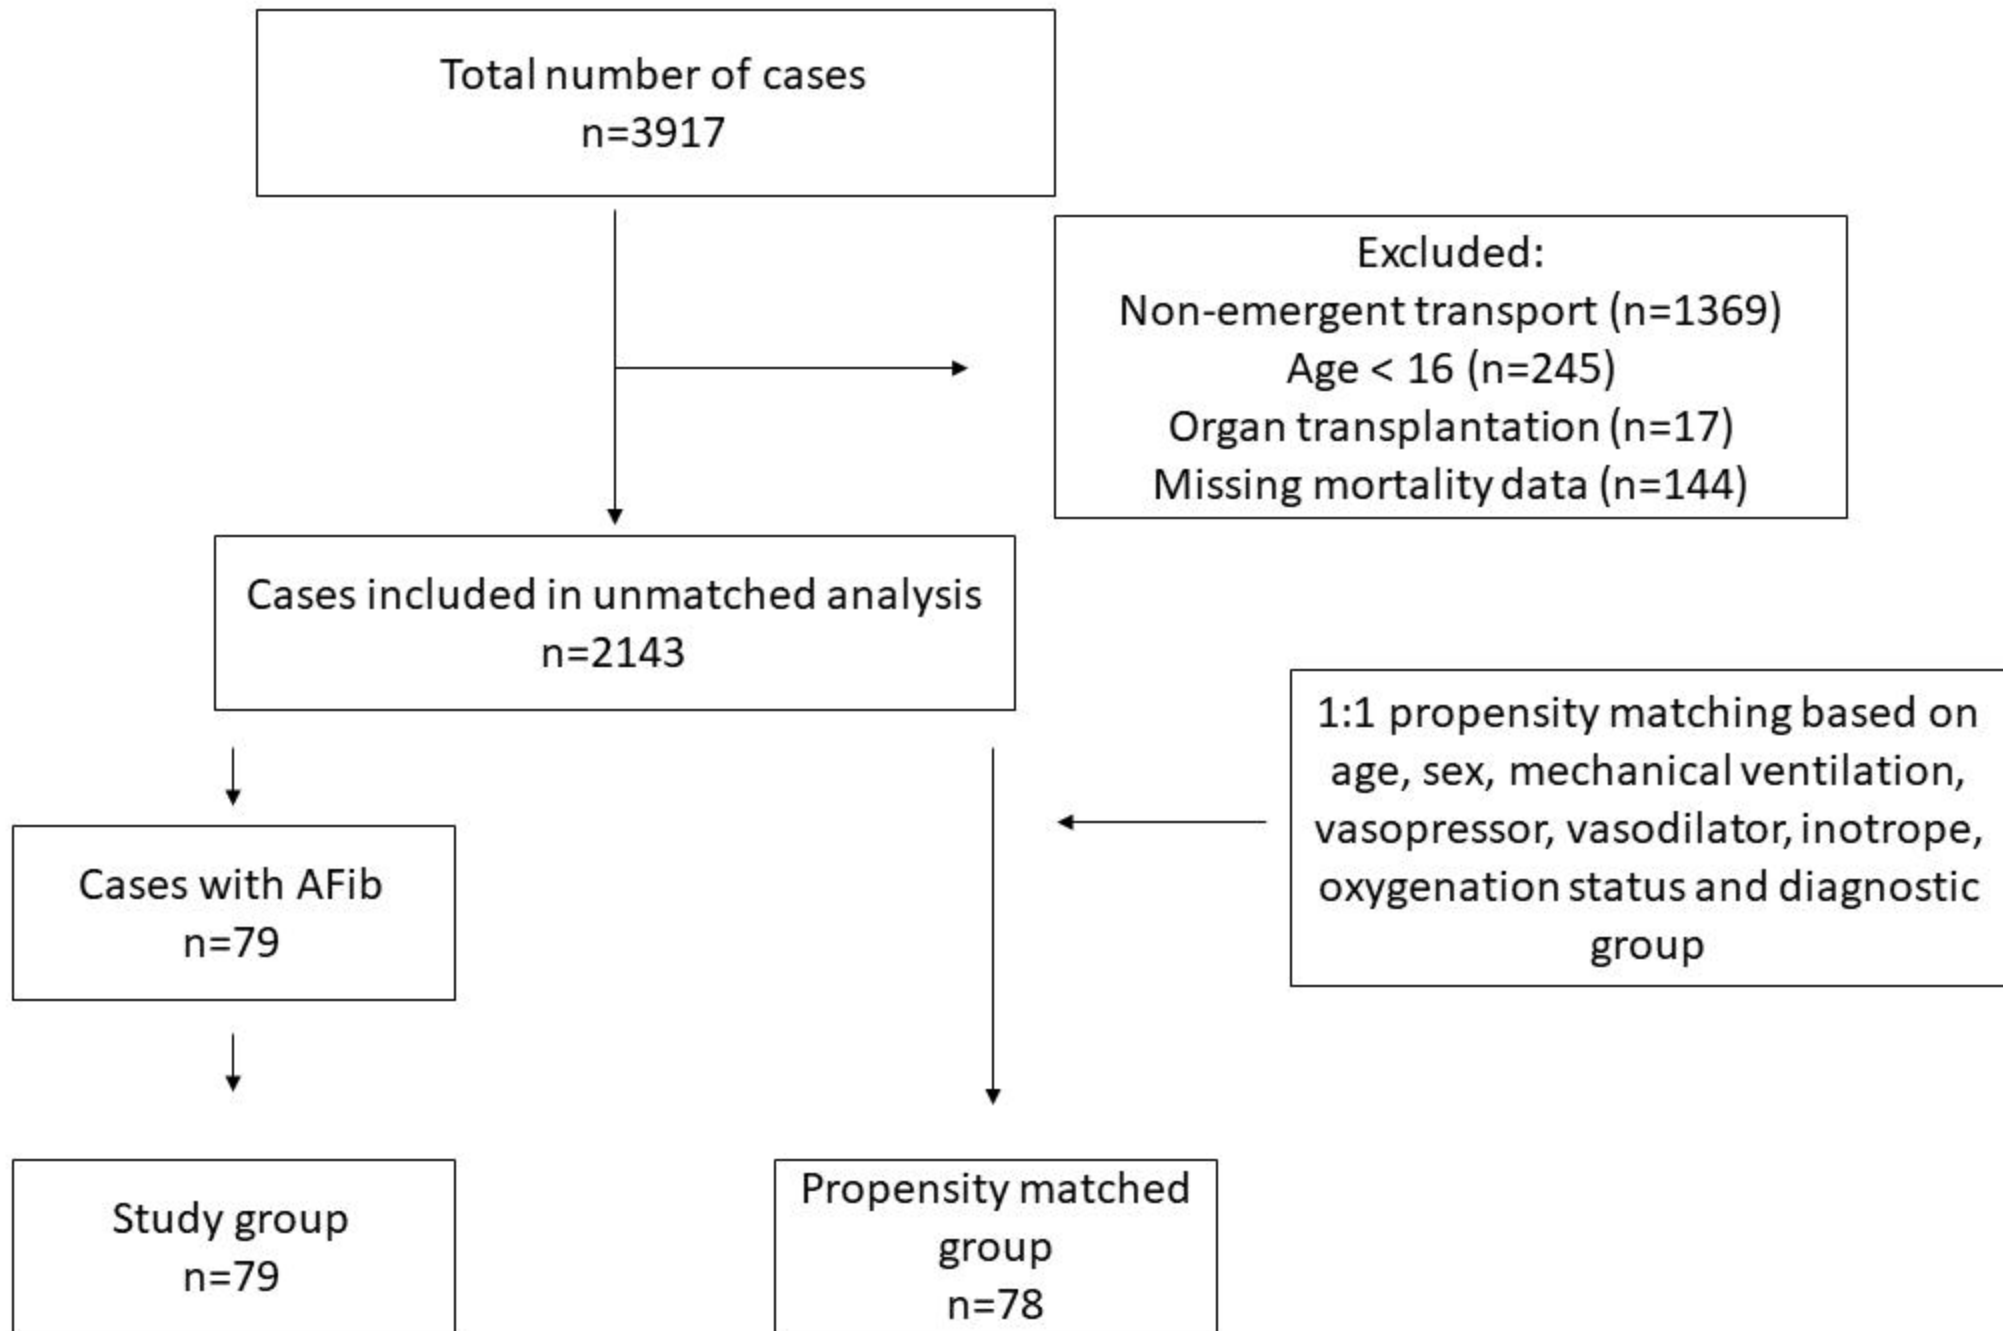 Total number of cases
n=3917
Excluded:
Non-emergent transport (n=1369)
Age < 16 (n=245)
Organ transplantation (n=17)
Missing mortality data (n=144)
Cases included in unmatched analysis
n=2143
1:1 propensity matching based on
age, sex, mechanical ventilation,
vasopressor, vasodilator, inotrope,
oxygenation status and diagnostic
group
Cases with AFib
n=79
Study group
n=79
Propensity matched
group
n=78